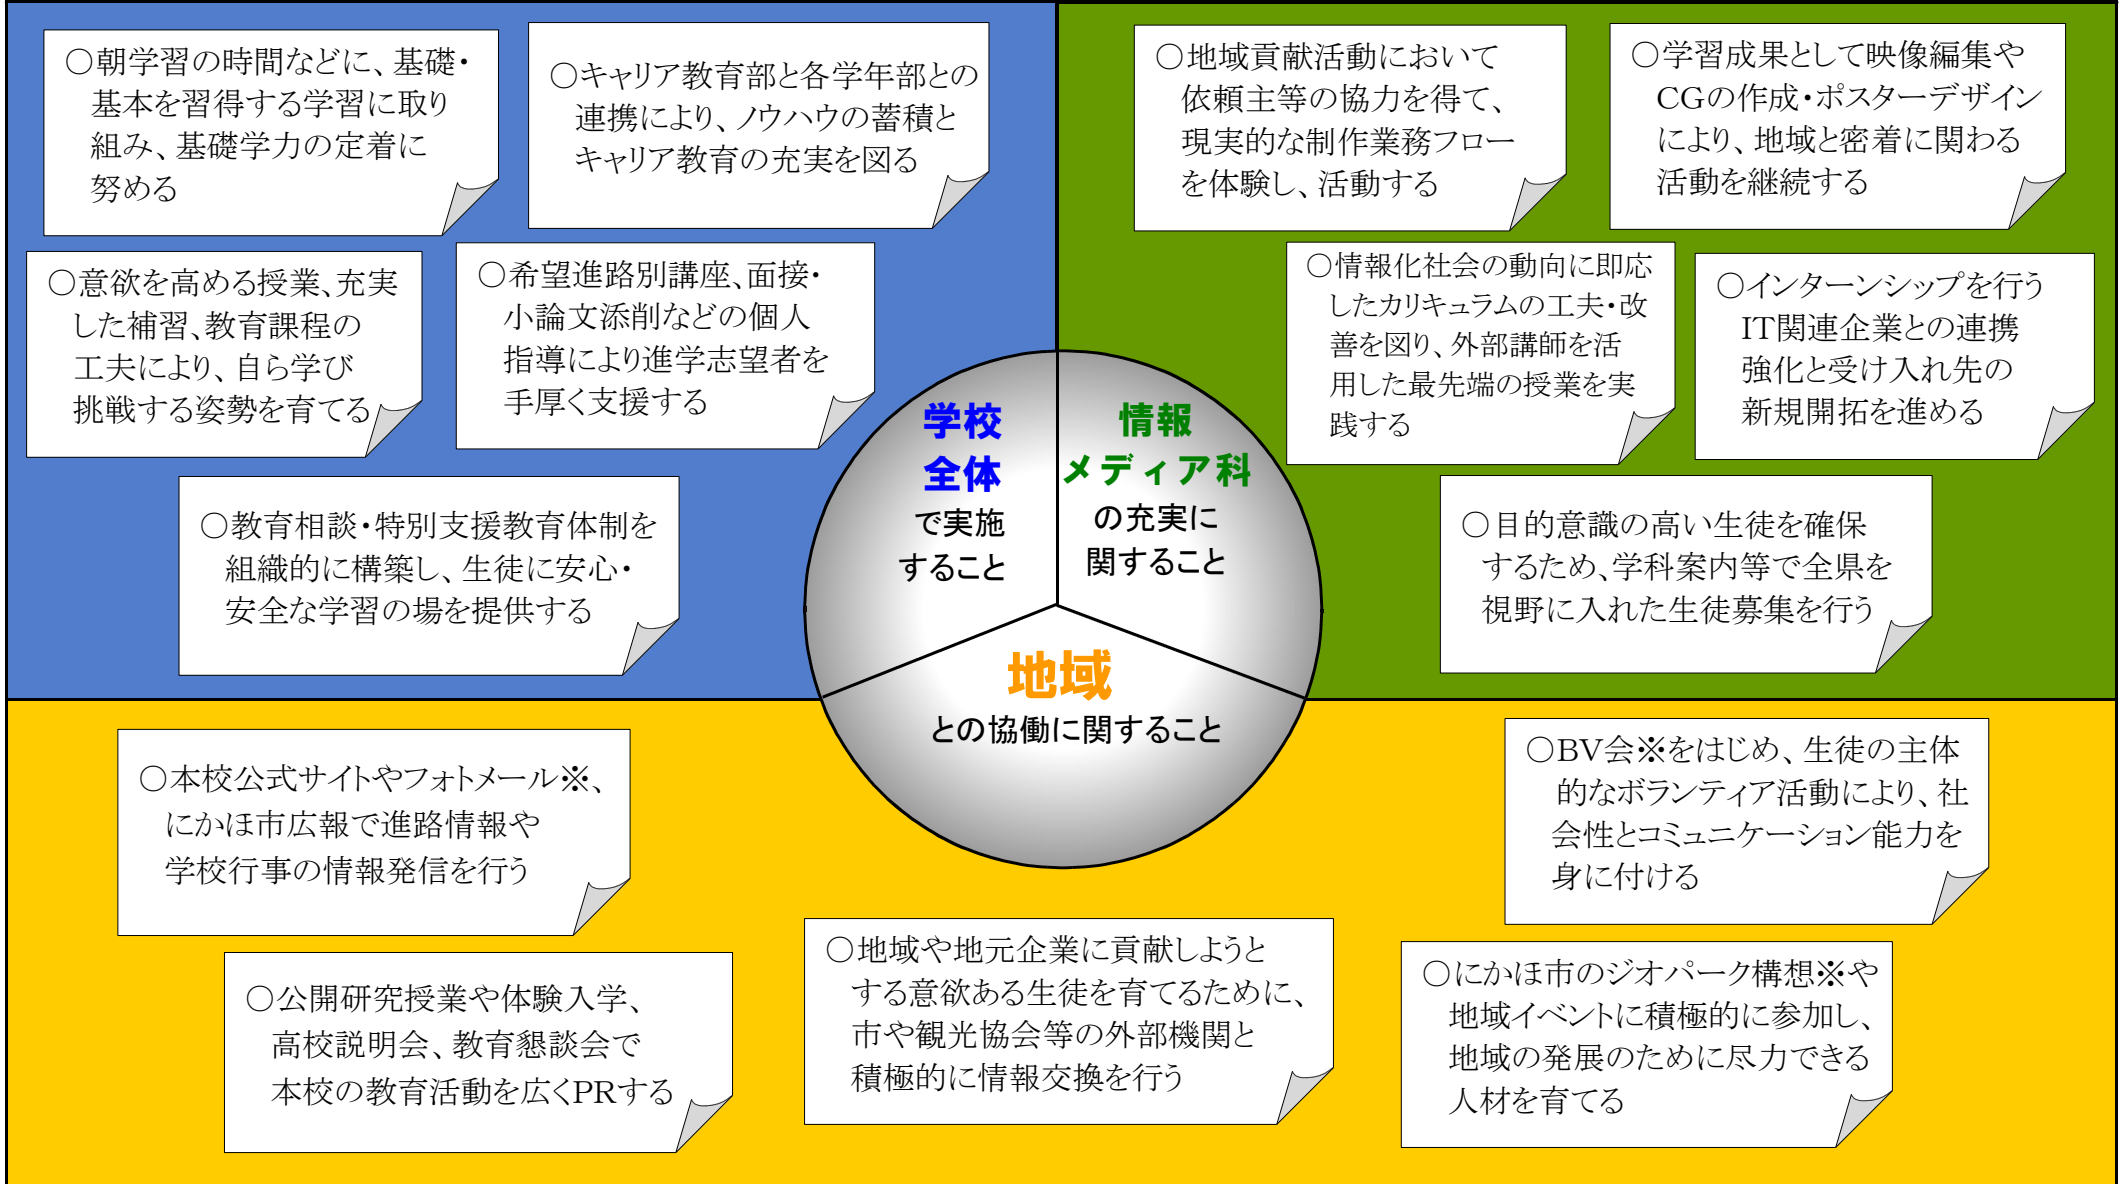 ○朝学習の時間などに、基礎・
基本を習得する学習に取り
組み、基礎学力の定着に
努める
○キャリア教育部と各学年部との
連携により、ノウハウの蓄積と
キャリア教育の充実を図る
○意欲を高める授業、充実
した補習、教育課程の
工夫により、自ら学び
挑戦する姿勢を育てる
○希望進路別講座、面接・
小論文添削などの個人
指導により進学志望者を
手厚く支援する
○教育相談・特別支援教育体制を
組織的に構築し、生徒に安心・
安全な学習の場を提供する
○地域貢献活動において
依頼主等の協力を得て、
現実的な制作業務フロー
を体験し、活動する
○学習成果として映像編集や
CGの作成・ポスターデザイン
により、地域と密着に関わる
活動を継続する
○情報化社会の動向に即応
したカリキュラムの工夫・改
善を図り、外部講師を活
用した最先端の授業を実
践する
○インターンシップを行う
IT関連企業との連携
強化と受け入れ先の
新規開拓を進める
○目的意識の高い生徒を確保
するため、学科案内等で全県を
視野に入れた生徒募集を行う
学校
全体
で実施
すること
情報
メディア科
の充実に
関すること
地域
との協働に関すること
○本校公式サイトやフォトメール※、
にかほ市広報で進路情報や
学校行事の情報発信を行う
○公開研究授業や体験入学、
高校説明会、教育懇談会で
本校の教育活動を広くPRする
○地域や地元企業に貢献しようと
する意欲ある生徒を育てるために、
市や観光協会等の外部機関と
積極的に情報交換を行う
○BV会※をはじめ、生徒の主体
的なボランティア活動により、社
会性とコミュニケーション能力を
身に付ける
○にかほ市のジオパーク構想※や
地域イベントに積極的に参加し、
地域の発展のために尽力できる
人材を育てる